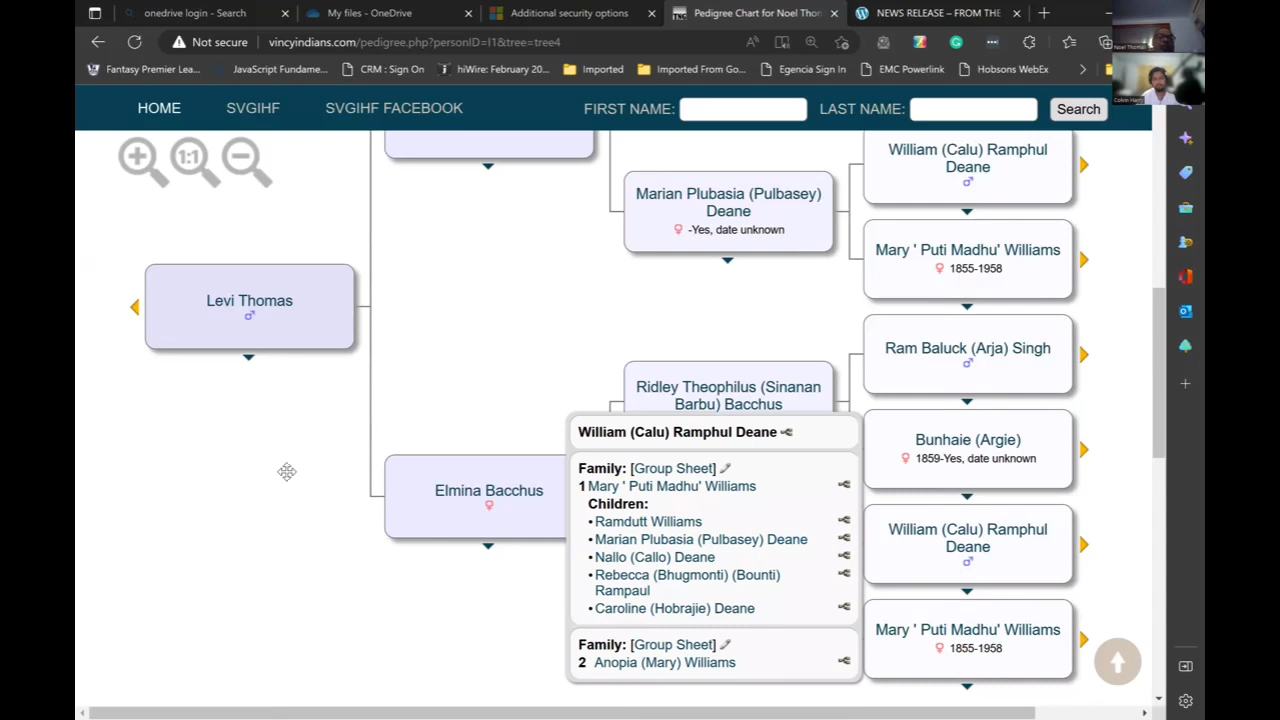 onedrive login - Search
My files - OneDrive
Additional security options
Pedigree Chart for Noel Thom
NEWS RELEASE – FROM THE
Not secure
vincyindians.com/pedigree.php?personID=I1&tree=tree4
Fantasy Premier Lea...
JavaScript Fundame...
CRM : Sign On
hiWire: February 20...
Imported
Imported From Go...
Egencia Sign In
EMC Powerlink
Hobsons WebEx
Noel Thomas
Colvin Harry
HOME
SVGIHF
SVGIHF FACEBOOK
FIRST NAME:
LAST NAME:
Search
1:1
William (Calu) Ramphul
Deane
Marian Plubasia (Pulbasey)
Deane
-Yes, date unknown
Mary ' Puti Madhu' Williams
1855-1958
Levi Thomas
Ram Baluck (Arja) Singh
Ridley Theophilus (Sinanan
Barbu) Bacchus
Bunhaie (Argie)
1859-Yes, date unknown
Elmina Bacchus
William (Calu) Ramphul Deane
Family: [Group Sheet]
1 Mary ' Puti Madhu' Williams
Children:
• Ramdutt Williams
• Marian Plubasia (Pulbasey) Deane
• Nallo (Callo) Deane
• Rebecca (Bhugmonti) (Bounti)
Rampaul
• Caroline (Hobrajie) Deane
Family: [Group Sheet]
2 Anopia (Mary) Williams
William (Calu) Ramphul
Deane
Mary ' Puti Madhu' Williams
1855-1958